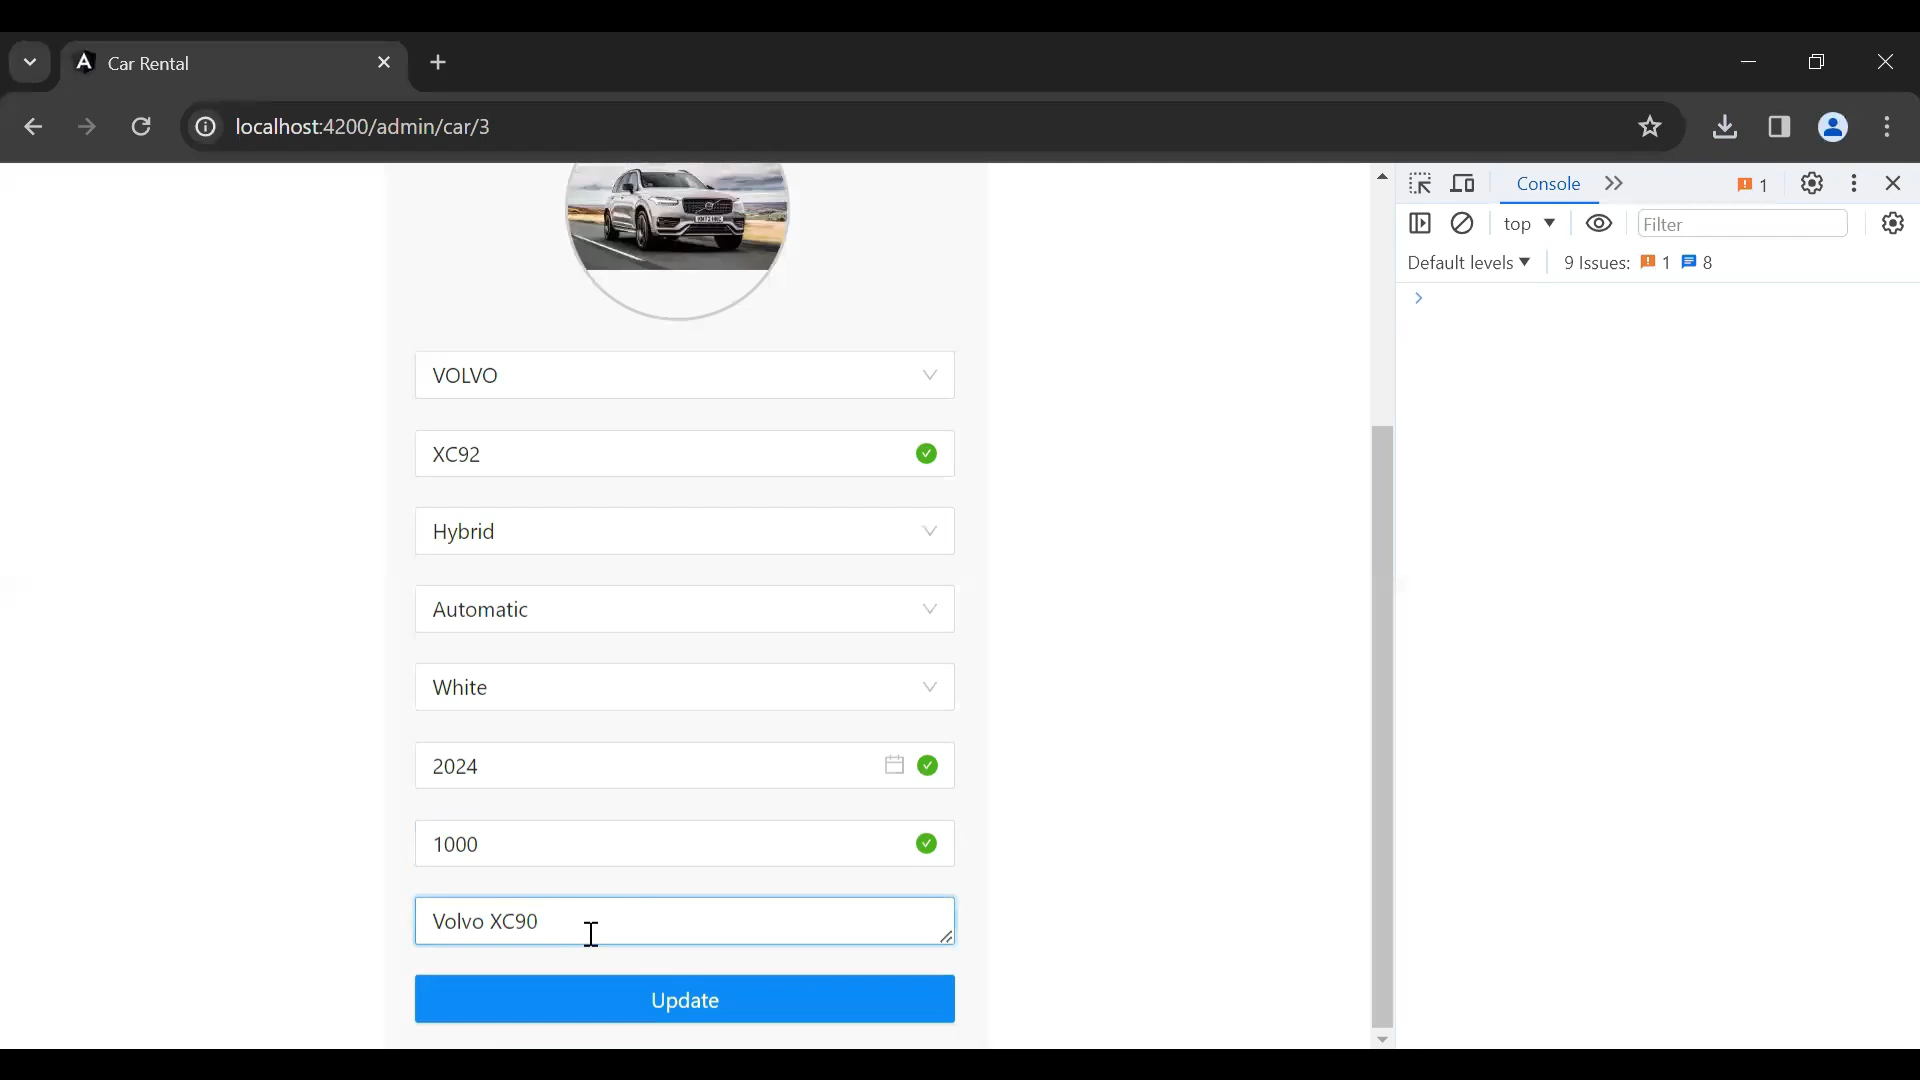 Car Rental
localhost:4200/admin/car/3
Console
1
top
Filter
Default levels
9 Issues: 1 8
VOLVO
XC92
Hybrid
Automatic
White
2024
1000
Volvo XC90
Update